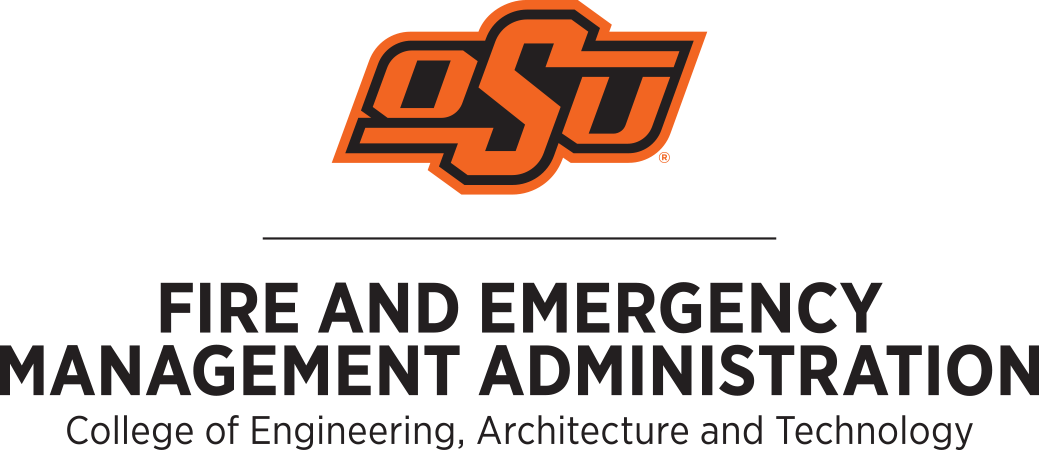 OSU®
FIRE AND EMERGENCY
MANAGEMENT ADMINISTRATION
College of Engineering, Architecture and Technology